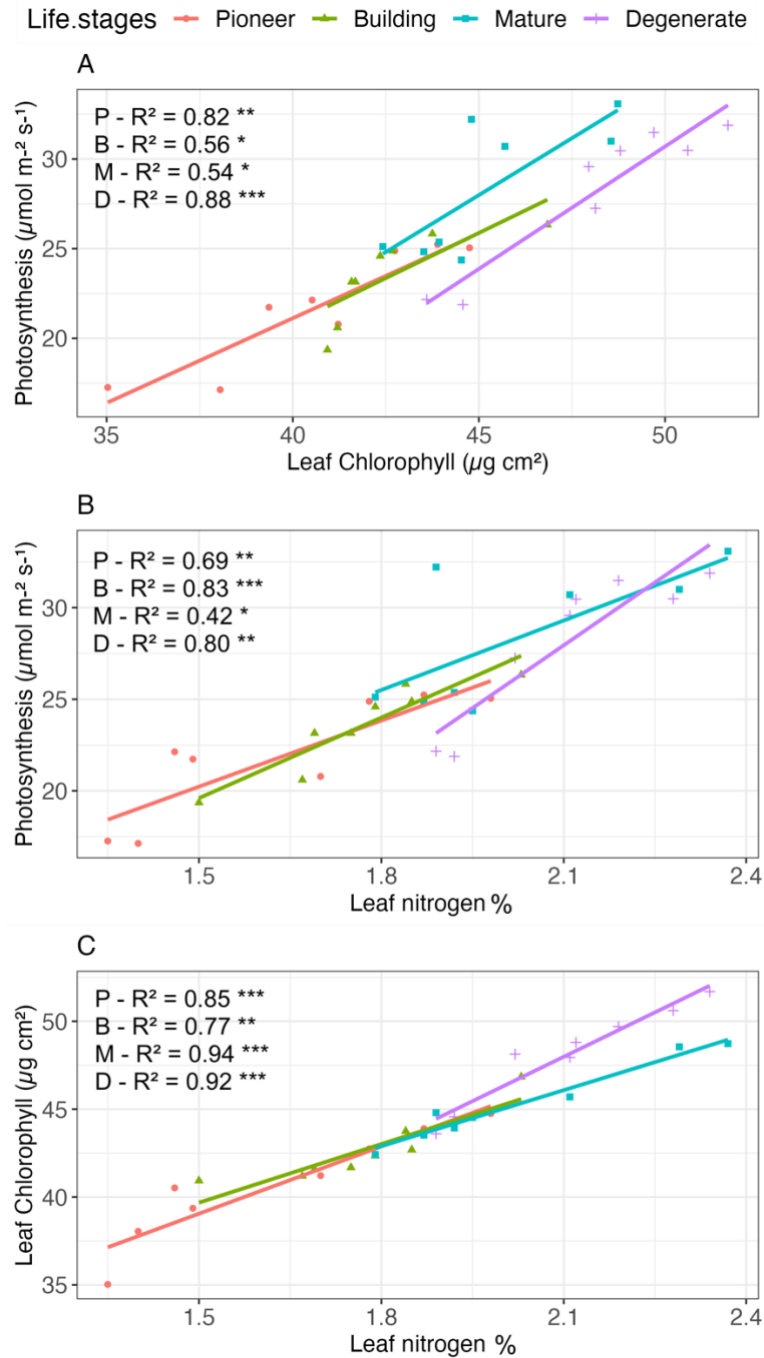 Life.stages Pioneer Building Mature Degenerate
A
P - R² = 0.82 **
B - R² = 0.56 *
M - R² = 0.54 *
D - R² = 0.88 ***
Photosynthesis (µmol m-² s-¹)
30
25
20
35 40 45 50
Leaf Chlorophyll (µg cm²)
B
P - R² = 0.69 **
B - R² = 0.83 ***
M - R² = 0.42 *
D - R² = 0.80 **
Photosynthesis (µmol m-² s-¹)
30
25
20
1.5 1.8 2.1 2.4
Leaf nitrogen %
C
P - R² = 0.85 ***
B - R² = 0.77 **
M - R² = 0.94 ***
D - R² = 0.92 ***
Leaf Chlorophyll (µg cm²)
50
45
40
35
1.5 1.8 2.1 2.4
Leaf nitrogen %